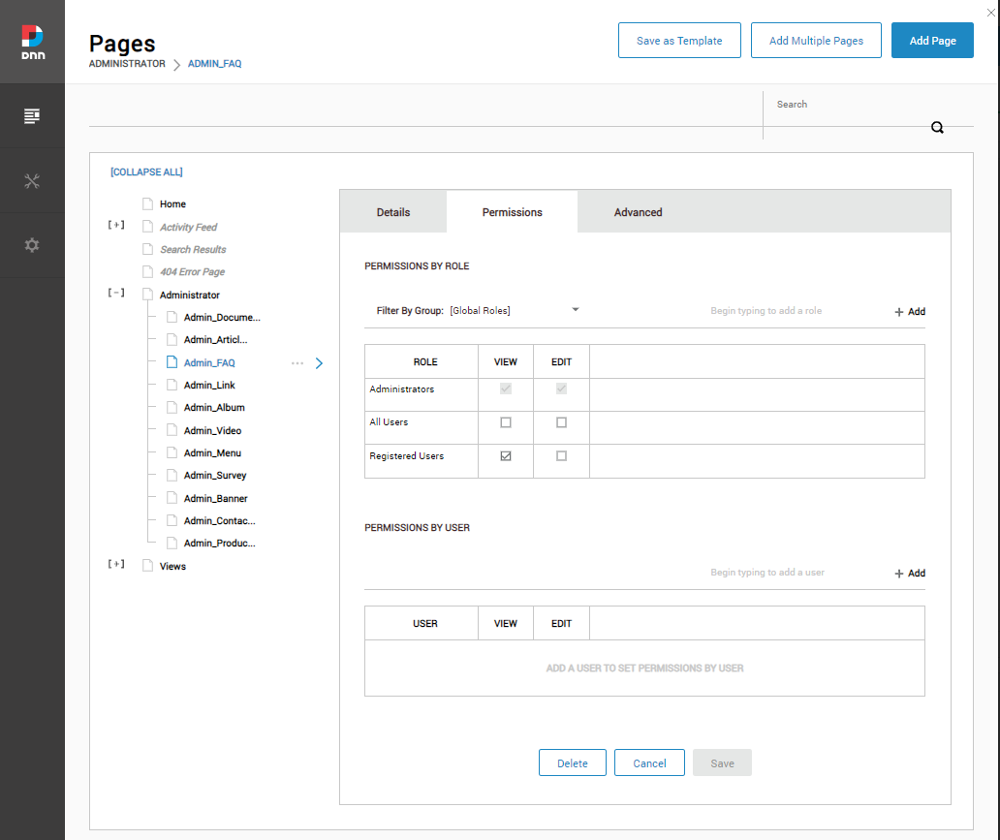 dnn
Pages
ADMINISTRATOR
ADMIN_FAQ
Save as Template
Add Multiple Pages
Add Page
Search
[COLLAPSE ALL]
Home
[+]
Activity Feed
Search Results
404 Error Page
[-]
Administrator
Admin_Docume...
Admin_Articl...
Admin_FAQ
Admin_Link
Admin_Album
Admin_Video
Admin_Menu
Admin_Survey
Admin_Banner
Admin_Contac...
Admin_Produc...
[+]
Views
Details
Permissions
Advanced
PERMISSIONS BY ROLE
Filter By Group: [Global Roles]
Begin typing to add a role
+ Add
ROLE VIEW EDIT
Administrators
All Users
Registered Users
PERMISSIONS BY USER
Begin typing to add a user
+ Add
USER VIEW EDIT
ADD A USER TO SET PERMISSIONS BY USER
Delete
Cancel
Save